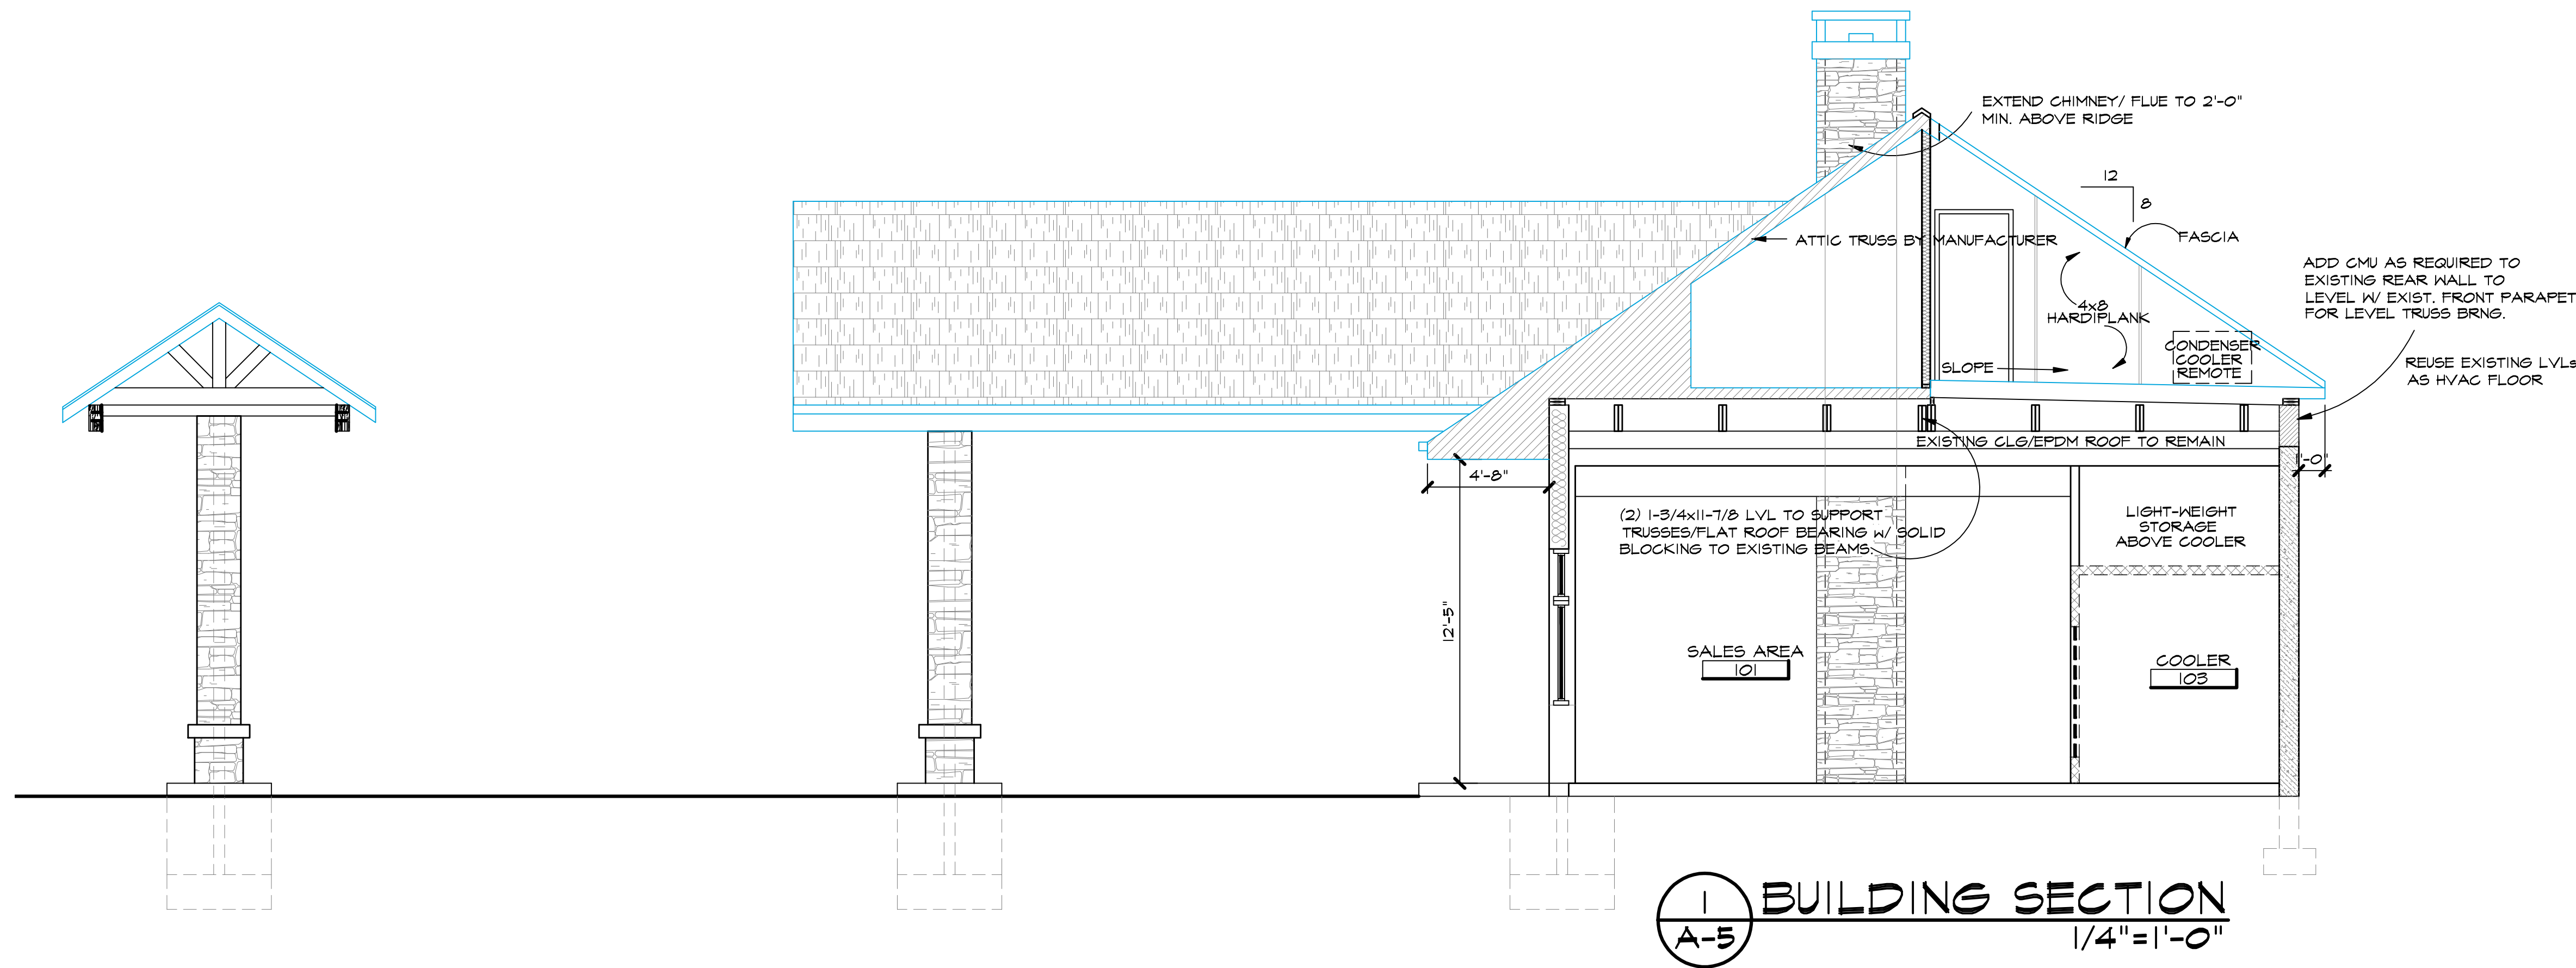 EXTEND CHIMNEY/ FLUE TO 2'-0"
MIN. ABOVE RIDGE
12
8
FASCIA
ATTIC TRUSS BY MANUFACTURER
ADD CMU AS REQUIRED TO
EXISTING REAR WALL TO
LEVEL W/ EXIST. FRONT PARAPET
FOR LEVEL TRUSS BRNG.
4x8
HARDIPLANK
CONDENSER
COOLER
REMOTE
SLOPE
REUSE EXISTING LVLs
AS HVAC FLOOR
EXISTING CLG/EPDM ROOF TO REMAIN
4'-8"
1'-0"
(2) 1-3/4x11-7/8 LVL TO SUPPORT
TRUSSES/FLAT ROOF BEARING W/ SOLID
BLOCKING TO EXISTING BEAMS.
LIGHT-WEIGHT
STORAGE
ABOVE COOLER
12'-5"
SALES AREA
101
COOLER
103
1
A-5
BUILDING SECTION
1/4"=1'-0"